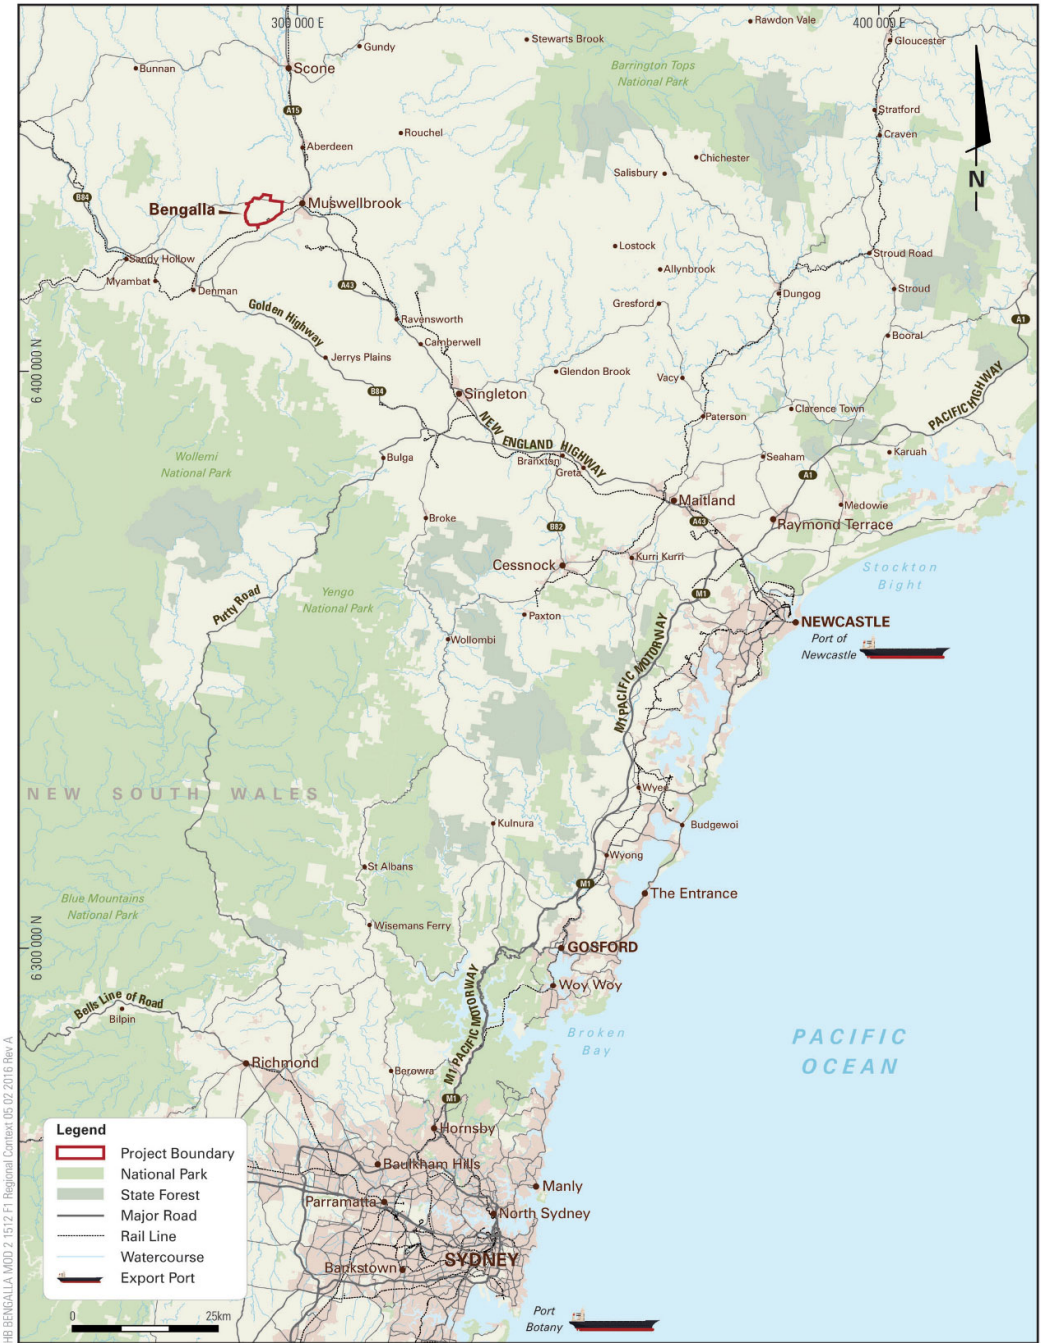 300 000 E
400 000 E
Rawdon Vale
Gundy
Stewarts Brook
Gloucester
Bunnan
Scone
Barrington Tops
National Park
A15
Stratford
Rouchel
Craven
Aberdeen
Chichester
Salisbury
N
B84
Bengalla
Muswellbrook
Lostock
Stroud Road
Sandy Hollow
Allynbrook
Myambat
Denman
A43
Dungog
Stroud
Golden Highway
Gresford
Ravensworth
A1
Booral
Camberwell
Jerrys Plains
6 400 000 N
Glendon Brook
Vacy
B84
Singleton
PACIFIC HIGHWAY
Clarence Town
Paterson
NEW ENGLAND HIGHWAY
Wollemi
National Park
Bulga
Branxton
Greta
Seaham
Karuah
A1
Maitland
Medowie
Broke
B82
A43
Raymond Terrace
Cessnock
Kurri Kurri
Stockton
Bight
Yengo
National Park
Putty Road
M1
Paxton
NEWCASTLE
Port of
Newcastle
Wollombi
M1 PACIFIC MOTORWAY
NEW SOUTH WALES
Wyee
Kulnura
Budgewoi
Wyong
St Albans
M1
The Entrance
Blue Mountains
National Park
Wisemans Ferry
GOSFORD
6 300 000 N
Woy Woy
Bells Line of Road
Bilpin
M1 PACIFIC MOTORWAY
Broken
Bay
PACIFIC
OCEAN
Richmond
Berowra
M1
Hornsby
Baulkham Hills
Manly
Parramatta
North Sydney
SYDNEY
Bankstown
Port
Botany
Legend
Project Boundary
National Park
State Forest
Major Road
Rail Line
Watercourse
Export Port
0
25km
HB BENGALLA MOD 2 1512 F1 Regional Context 05 02 2016 Rev A